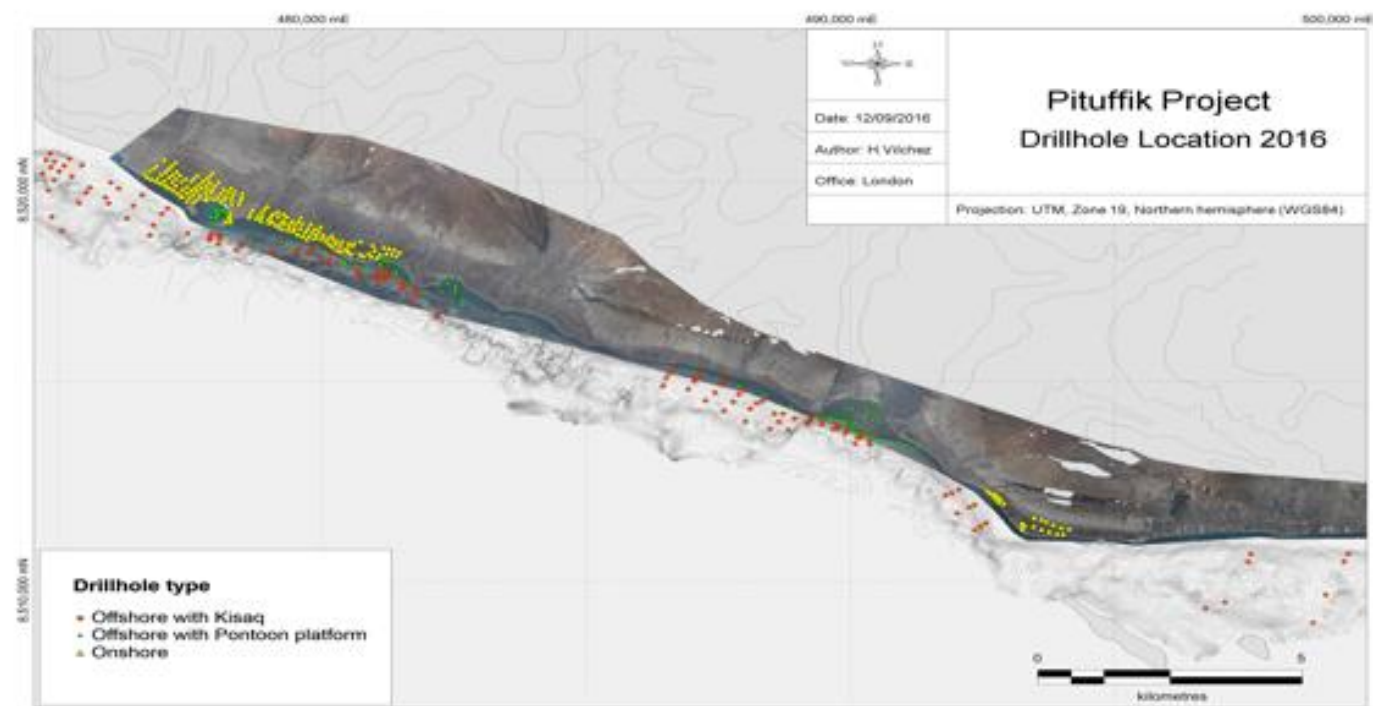 480,000 mE
490,000 mE
500,000 mE
N
W
E
S
Pituffik Project
Drillhole Location 2016
Date: 12/09/2016
Author: H.Vilchez
Office: London
Projection: UTM, Zone 19, Northern hemisphere (WGS84)
8,520,000 mN
8,510,000 mN
Drillhole type
Offshore with Kisaq
Offshore with Pontoon platform
Onshore
0
5
kilometres